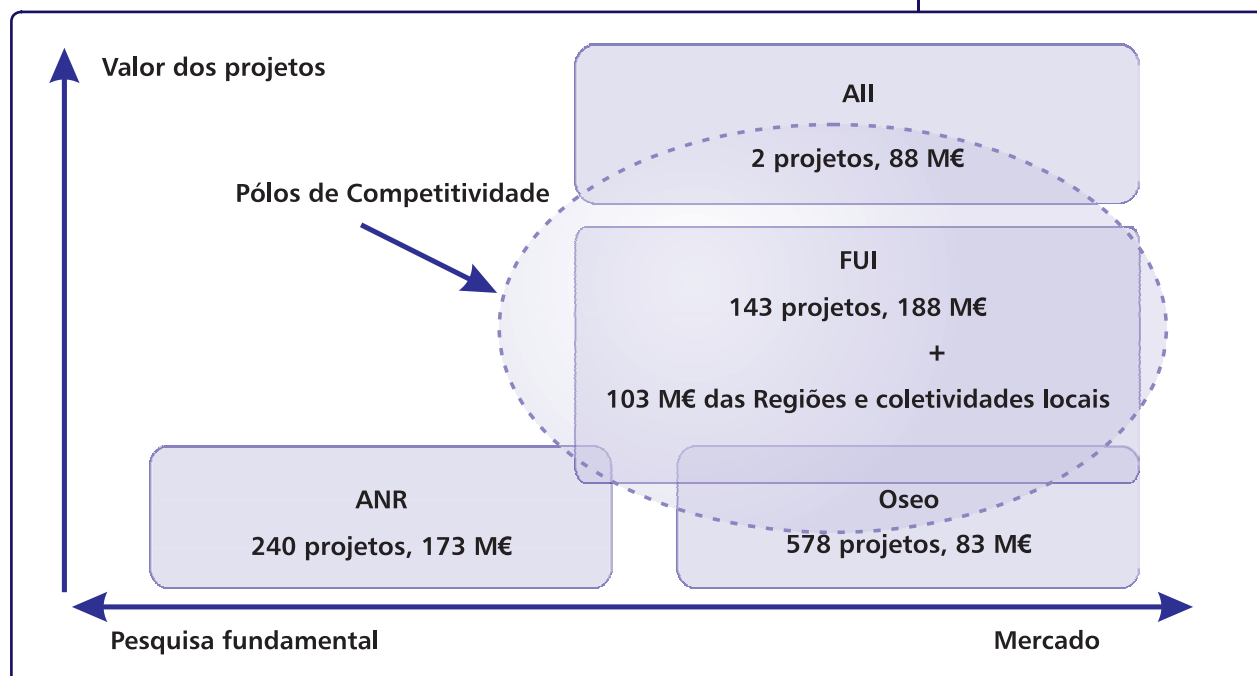 Valor dos projetos
AII
2 projetos, 88 M€
Pólos de Competitividade
FUI
143 projetos, 188 M€
+
103 M€ das Regiões e coletividades locais
ANR
240 projetos, 173 M€
Oseo
578 projetos, 83 M€
Pesquisa fundamental
Mercado